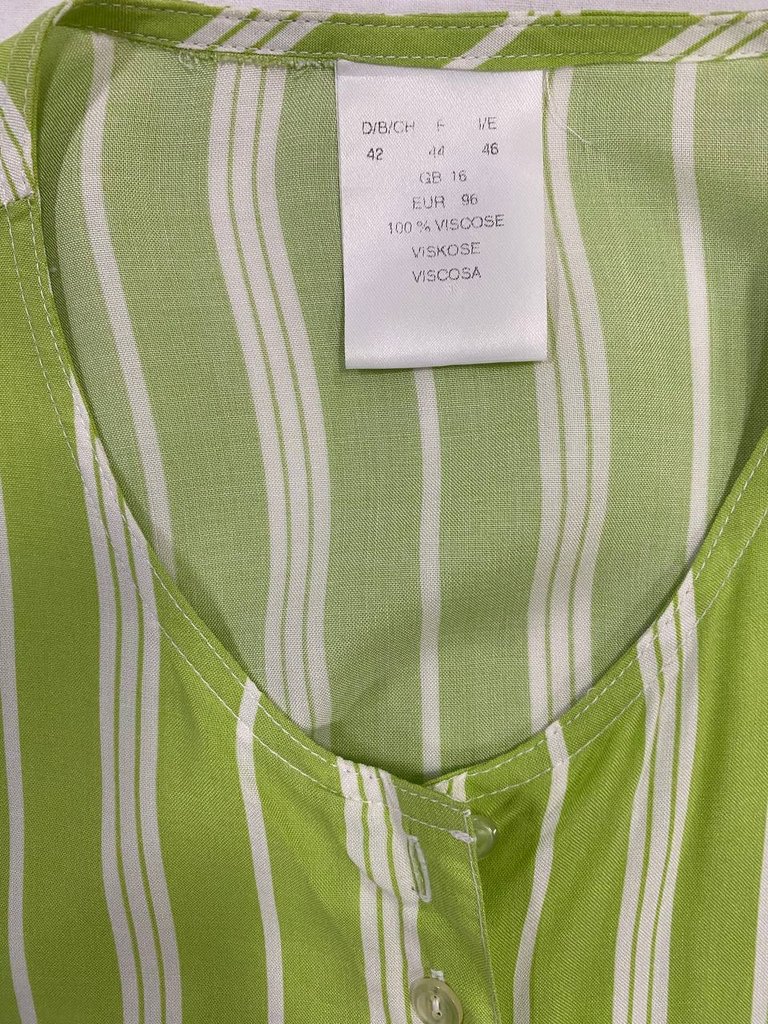 D/B/CH F I/E
42 44 46
GB 16
EUR 96
100 % VISCOSE
VISKOSE
VISCOSA